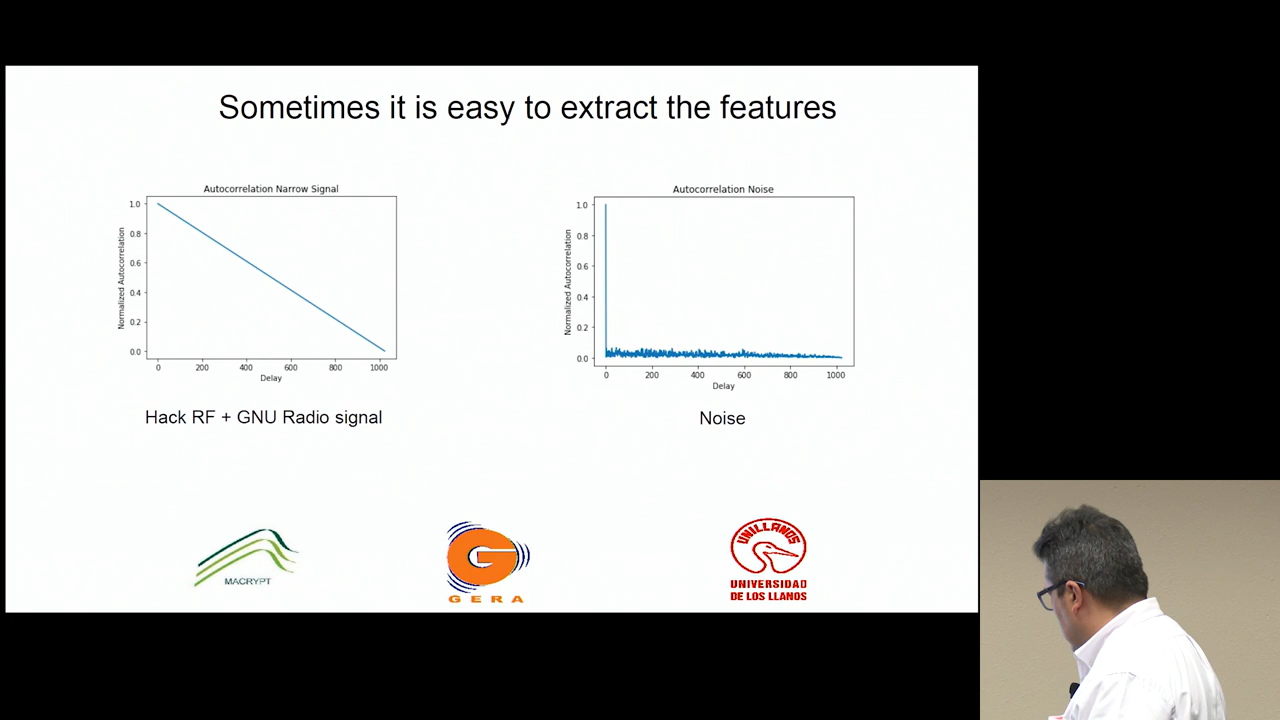 Sometimes it is easy to extract the features
Autocorrelation Narrow Signal
Normalized Autocorrelation
1.0
0.8
0.6
0.4
0.2
0.0
0
200
400
600
800
1000
Delay
Hack RF + GNU Radio signal
Autocorrelation Noise
Normalized Autocorrelation
1.0
0.8
0.6
0.4
0.2
0.0
0
200
400
600
800
1000
Delay
Noise
MACRYPT
G
GERA
UNILLANOS
UNIVERSIDAD
DE LOS LLANOS